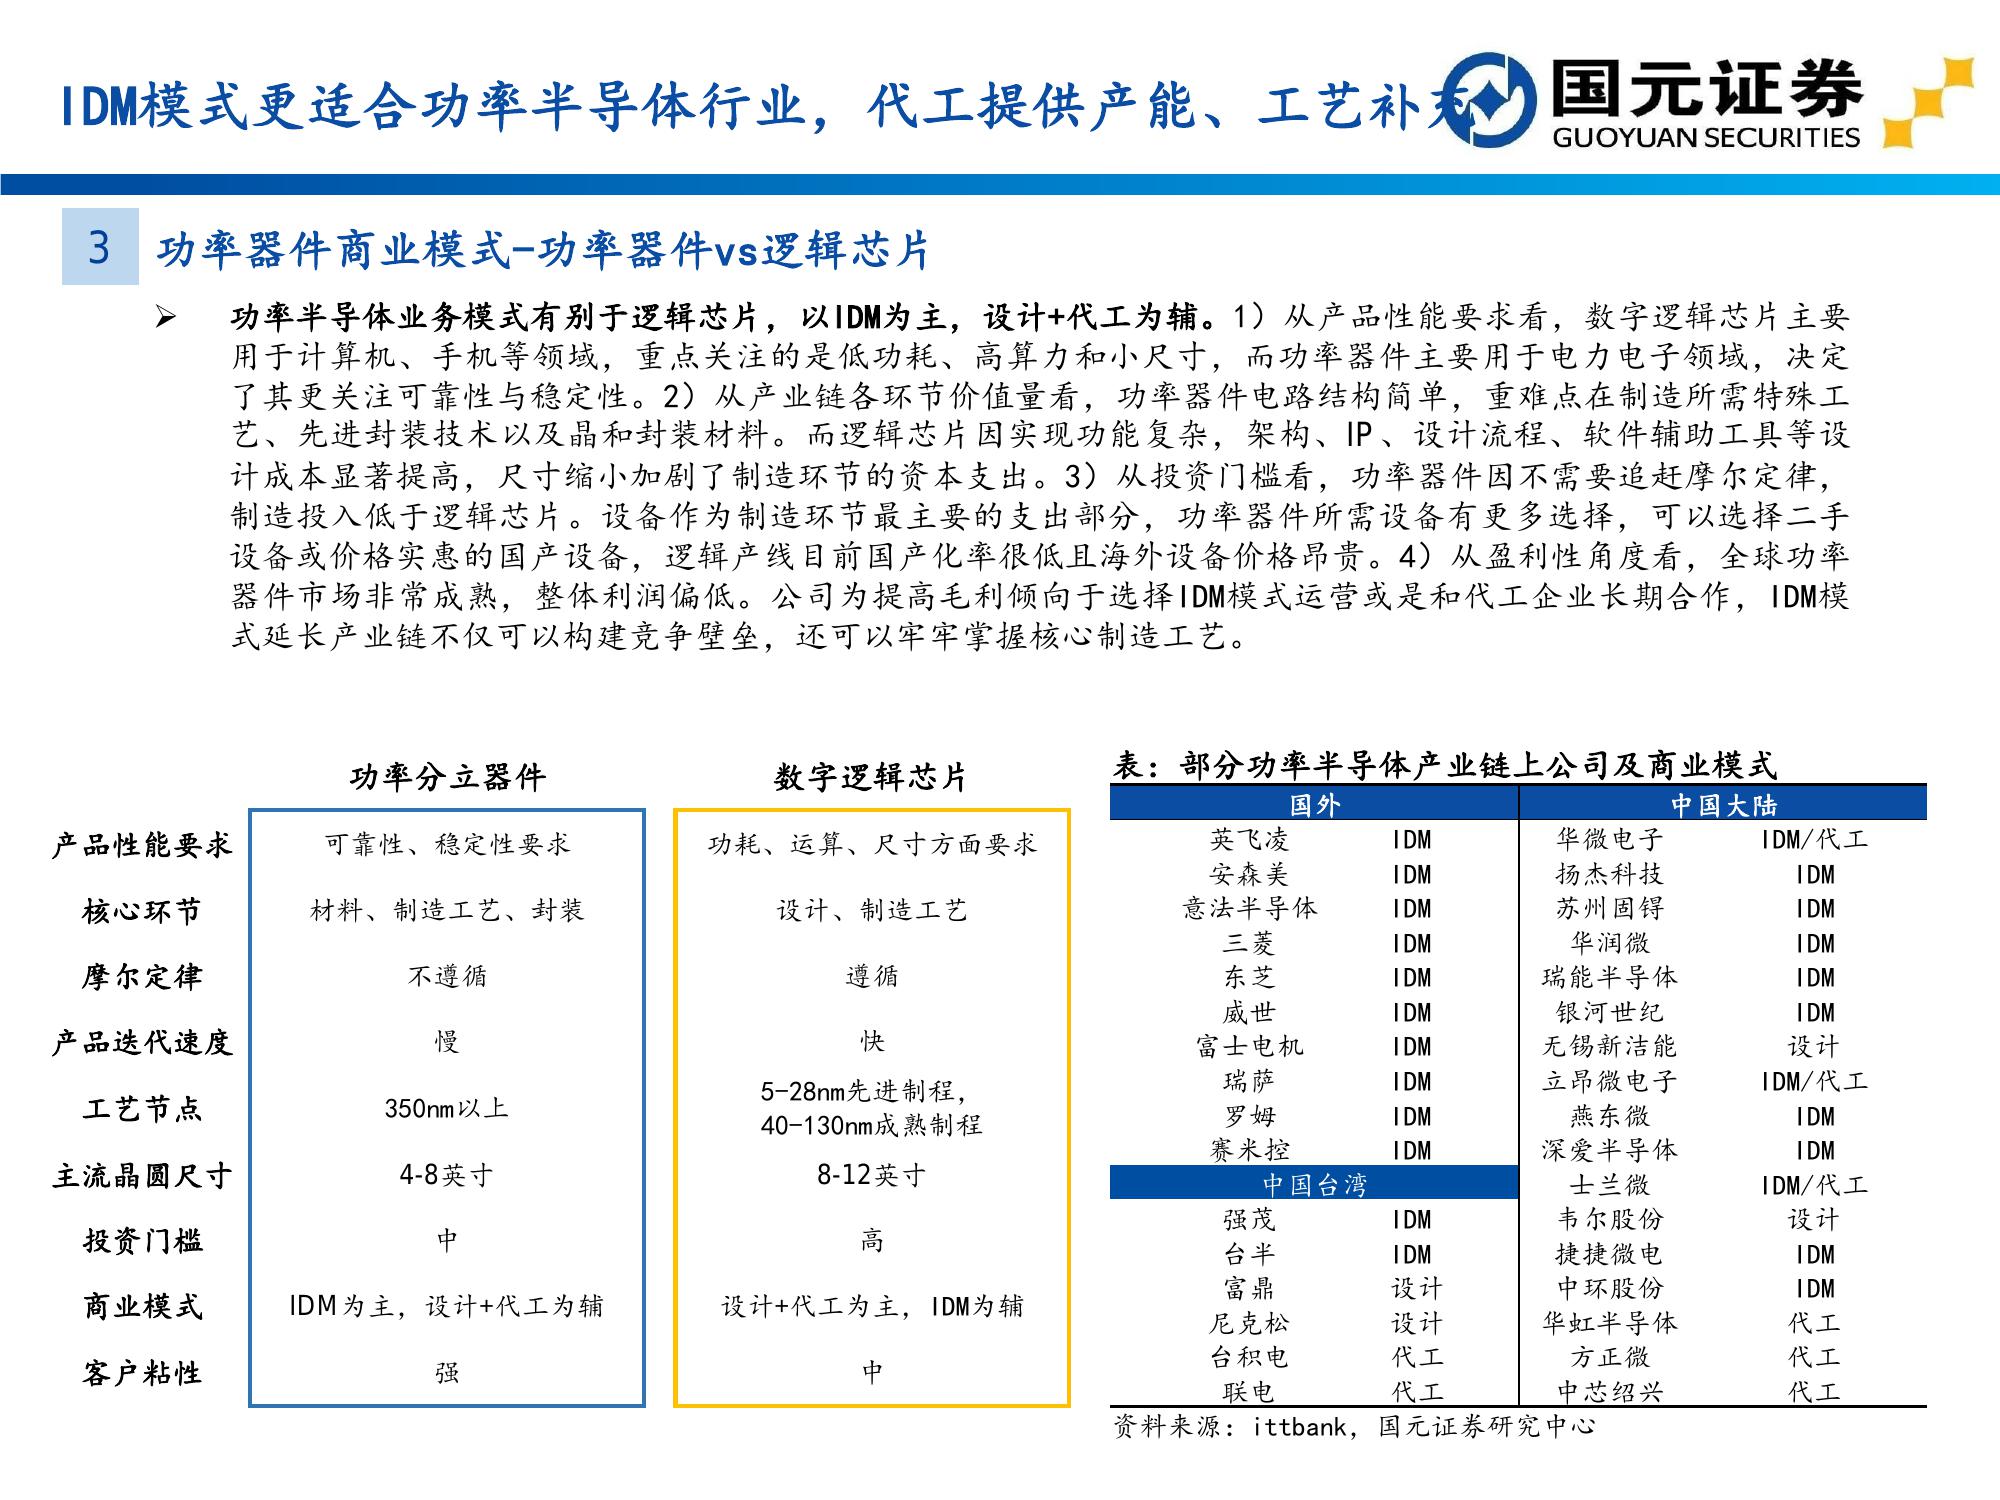 IDM模式更适合功率半导体行业，代工提供产能、工艺补充
国元证券
GUOYUAN SECURITIES
3 功率器件商业模式-功率器件vs逻辑芯片
➢ 功率半导体业务模式有别于逻辑芯片，以IDM为主，设计+代工为辅。1）从产品性能要求看，数字逻辑芯片主要
用于计算机、手机等领域，重点关注的是低功耗、高算力和小尺寸，而功率器件主要用于电力电子领域，决定
了其更关注可靠性与稳定性。2）从产业链各环节价值量看，功率器件电路结构简单，重难点在制造所需特殊工
艺、先进封装技术以及晶和封装材料。而逻辑芯片因实现功能复杂，架构、IP、设计流程、软件辅助工具等设
计成本显著提高，尺寸缩小加剧了制造环节的资本支出。3）从投资门槛看，功率器件因不需要追赶摩尔定律，
制造投入低于逻辑芯片。设备作为制造环节最主要的支出部分，功率器件所需设备有更多选择，可以选择二手
设备或价格实惠的国产设备，逻辑产线目前国产化率很低且海外设备价格昂贵。4）从盈利性角度看，全球功率
器件市场非常成熟，整体利润偏低。公司为提高毛利倾向于选择IDM模式运营或是和代工企业长期合作，IDM模
式延长产业链不仅可以构建竞争壁垒，还可以牢牢掌握核心制造工艺。
功率分立器件 数字逻辑芯片
产品性能要求 可靠性、稳定性要求 功耗、运算、尺寸方面要求
核心环节 材料、制造工艺、封装 设计、制造工艺
摩尔定律 不遵循 遵循
产品迭代速度 慢 快
工艺节点 350nm以上 5-28nm先进制程，
40-130nm成熟制程
主流晶圆尺寸 4-8英寸 8-12英寸
投资门槛 中 高
商业模式 IDM为主，设计+代工为辅 设计+代工为主，IDM为辅
客户粘性 强 中
表：部分功率半导体产业链上公司及商业模式
国外 中国大陆
英飞凌 IDM 华微电子 IDM/代工
安森美 IDM 扬杰科技 IDM
意法半导体 IDM 苏州固锝 IDM
三菱 IDM 华润微 IDM
东芝 IDM 瑞能半导体 IDM
威世 IDM 银河世纪 IDM
富士电机 IDM 无锡新洁能 设计
瑞萨 IDM 立昂微电子 IDM/代工
罗姆 IDM 燕东微 IDM
赛米控 IDM 深爱半导体 IDM
中国台湾 士兰微 IDM/代工
强茂 IDM 韦尔股份 设计
台半 IDM 捷捷微电 IDM
富鼎 设计 中环股份 IDM
尼克松 设计 华虹半导体 代工
台积电 代工 方正微 代工
联电 代工 中芯绍兴 代工
资料来源：ittbank，国元证券研究中心